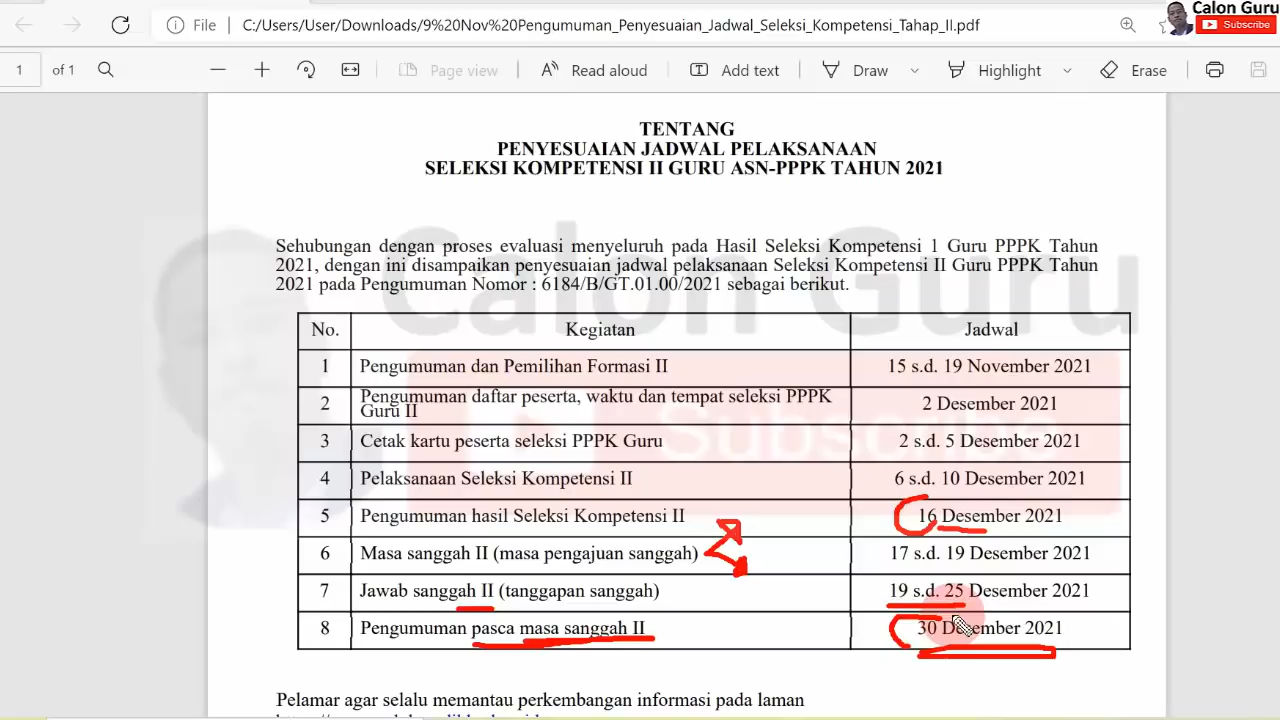 Calon Guru
Subscribe
File C:/Users/User/Downloads/9%20Nov%20Pengumuman_Penyesuaian_Jadwal_Seleksi_Kompetensi_Tahap_II.pdf
1 of 1 Page view Read aloud Add text Draw Highlight Erase
TENTANG
PENYESUAIAN JADWAL PELAKSANAAN
SELEKSI KOMPETENSI II GURU ASN-PPPK TAHUN 2021
Sehubungan dengan proses evaluasi menyeluruh pada Hasil Seleksi Kompetensi 1 Guru PPPK Tahun
2021, dengan ini disampaikan penyesuaian jadwal pelaksanaan Seleksi Kompetensi II Guru PPPK Tahun
2021 pada Pengumuman Nomor : 6184/B/GT.01.00/2021 sebagai berikut.
Calon Guru
Subscribe
No. Kegiatan Jadwal
1 Pengumuman dan Pemilihan Formasi II 15 s.d. 19 November 2021
2 Pengumuman daftar peserta, waktu dan tempat seleksi PPPK 2 Desember 2021
Guru II
3 Cetak kartu peserta seleksi PPPK Guru 2 s.d. 5 Desember 2021
4 Pelaksanaan Seleksi Kompetensi II 6 s.d. 10 Desember 2021
5 Pengumuman hasil Seleksi Kompetensi II 16 Desember 2021
6 Masa sanggah II (masa pengajuan sanggah) 17 s.d. 19 Desember 2021
7 Jawab sanggah II (tanggapan sanggah) 19 s.d. 25 Desember 2021
8 Pengumuman pasca masa sanggah II 30 Desember 2021
Pelamar agar selalu memantau perkembangan informasi pada laman